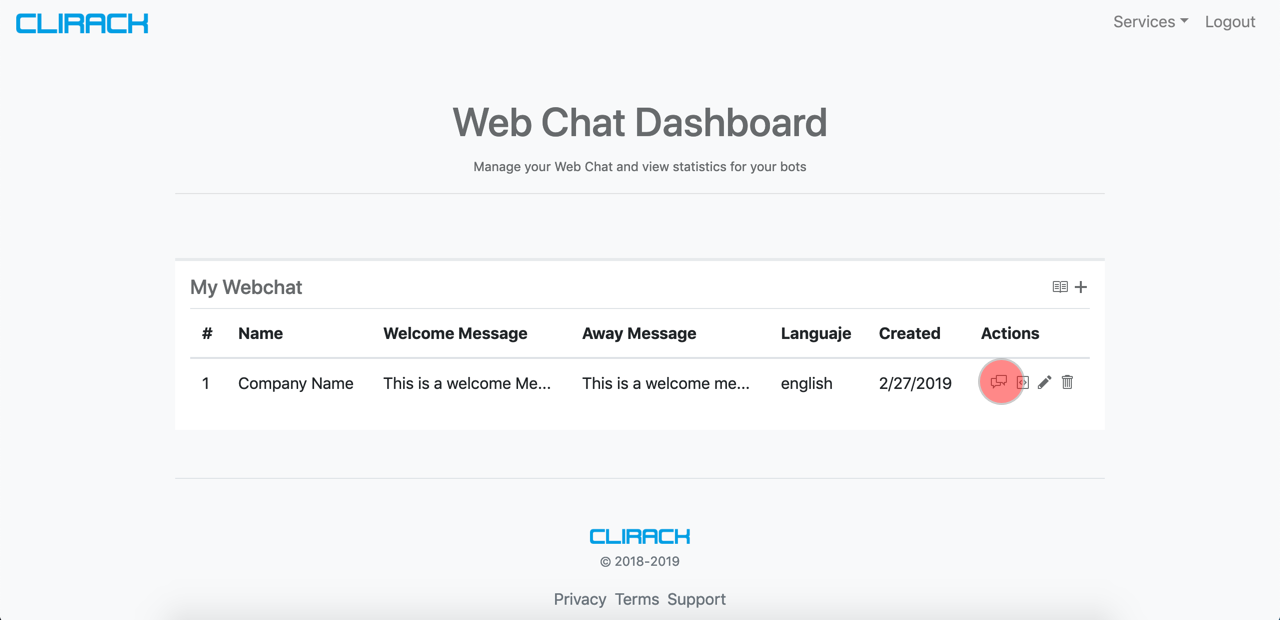 CLIRACK Services Logout
Web Chat Dashboard
Manage your Web Chat and view statistics for your bots
My Webchat
# Name Welcome Message Away Message Languaje Created Actions
1 Company Name This is a welcome Me... This is a welcome me... english 2/27/2019
CLIRACK
© 2018-2019
Privacy Terms Support